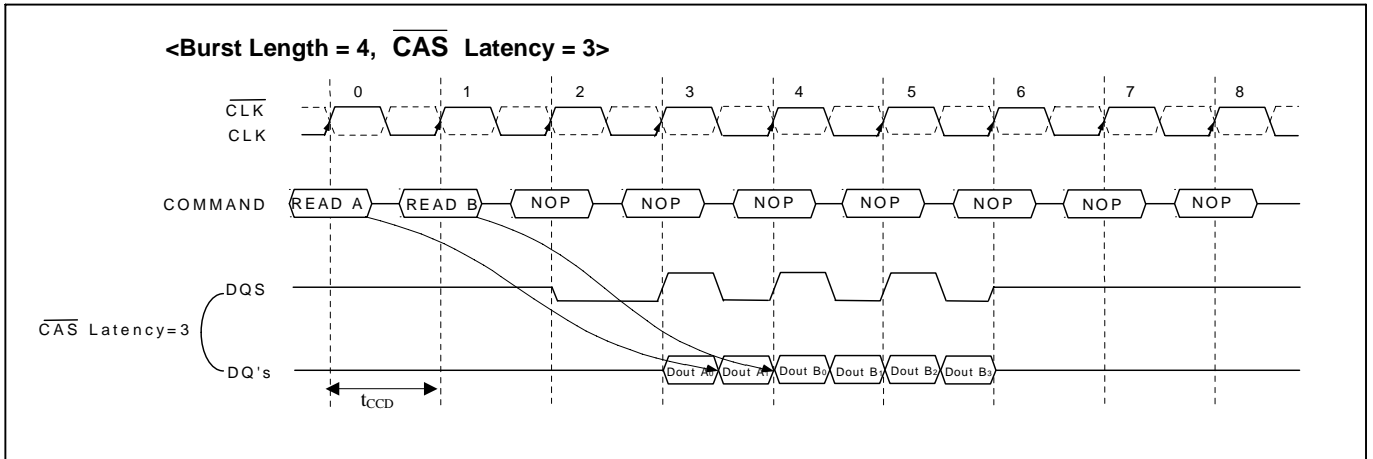 <Burst Length = 4, CAS Latency = 3>
0 1 2 3 4 5 6 7 8
CLK
CLK
COMMAND READ A READ B NOP NOP NOP NOP NOP NOP NOP
DQS
CAS Latency=3
DQ's Dout A0 Dout A1 Dout B0 Dout B1 Dout B2 Dout B3
tCCD